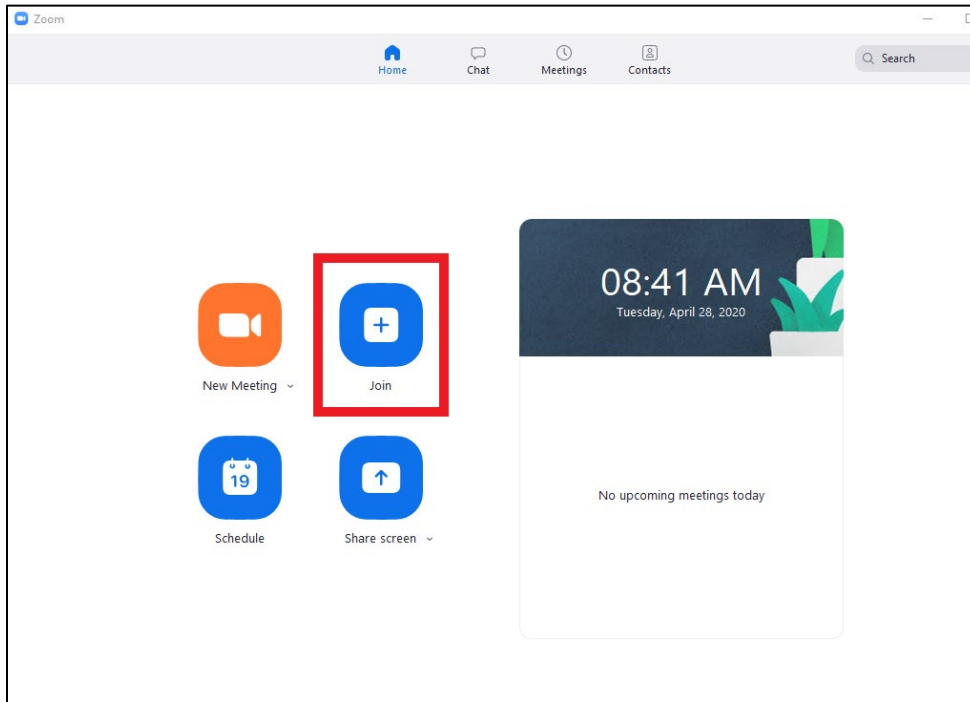 Zoom
Home
Chat
Meetings
Contacts
Search
New Meeting
Join
19
Schedule
Share screen
08:41 AM
Tuesday, April 28, 2020
No upcoming meetings today